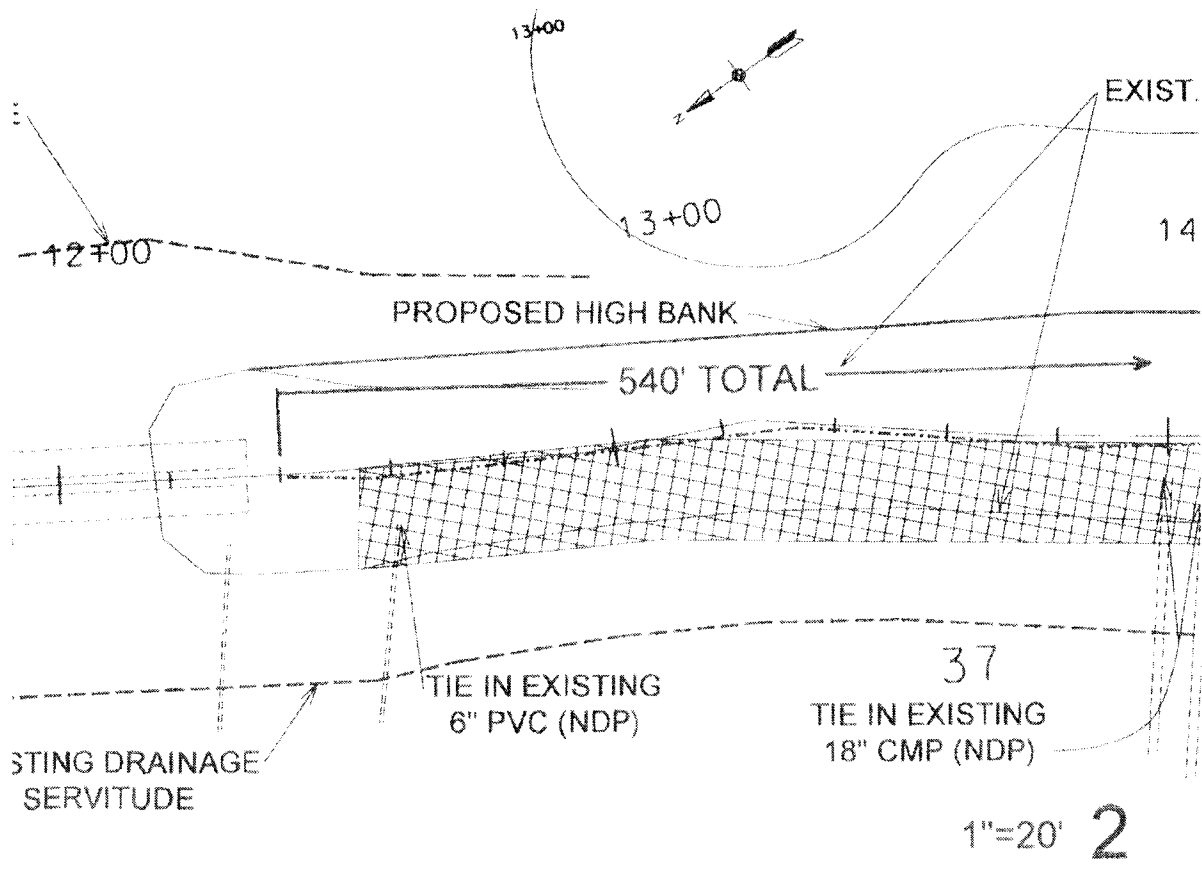 13+00
N
EXIST.
13+00
14
12+00
PROPOSED HIGH BANK
540' TOTAL
37
TIE IN EXISTING
6" PVC (NDP)
TIE IN EXISTING
18" CMP (NDP)
STING DRAINAGE
SERVITUDE
1"=20' 2